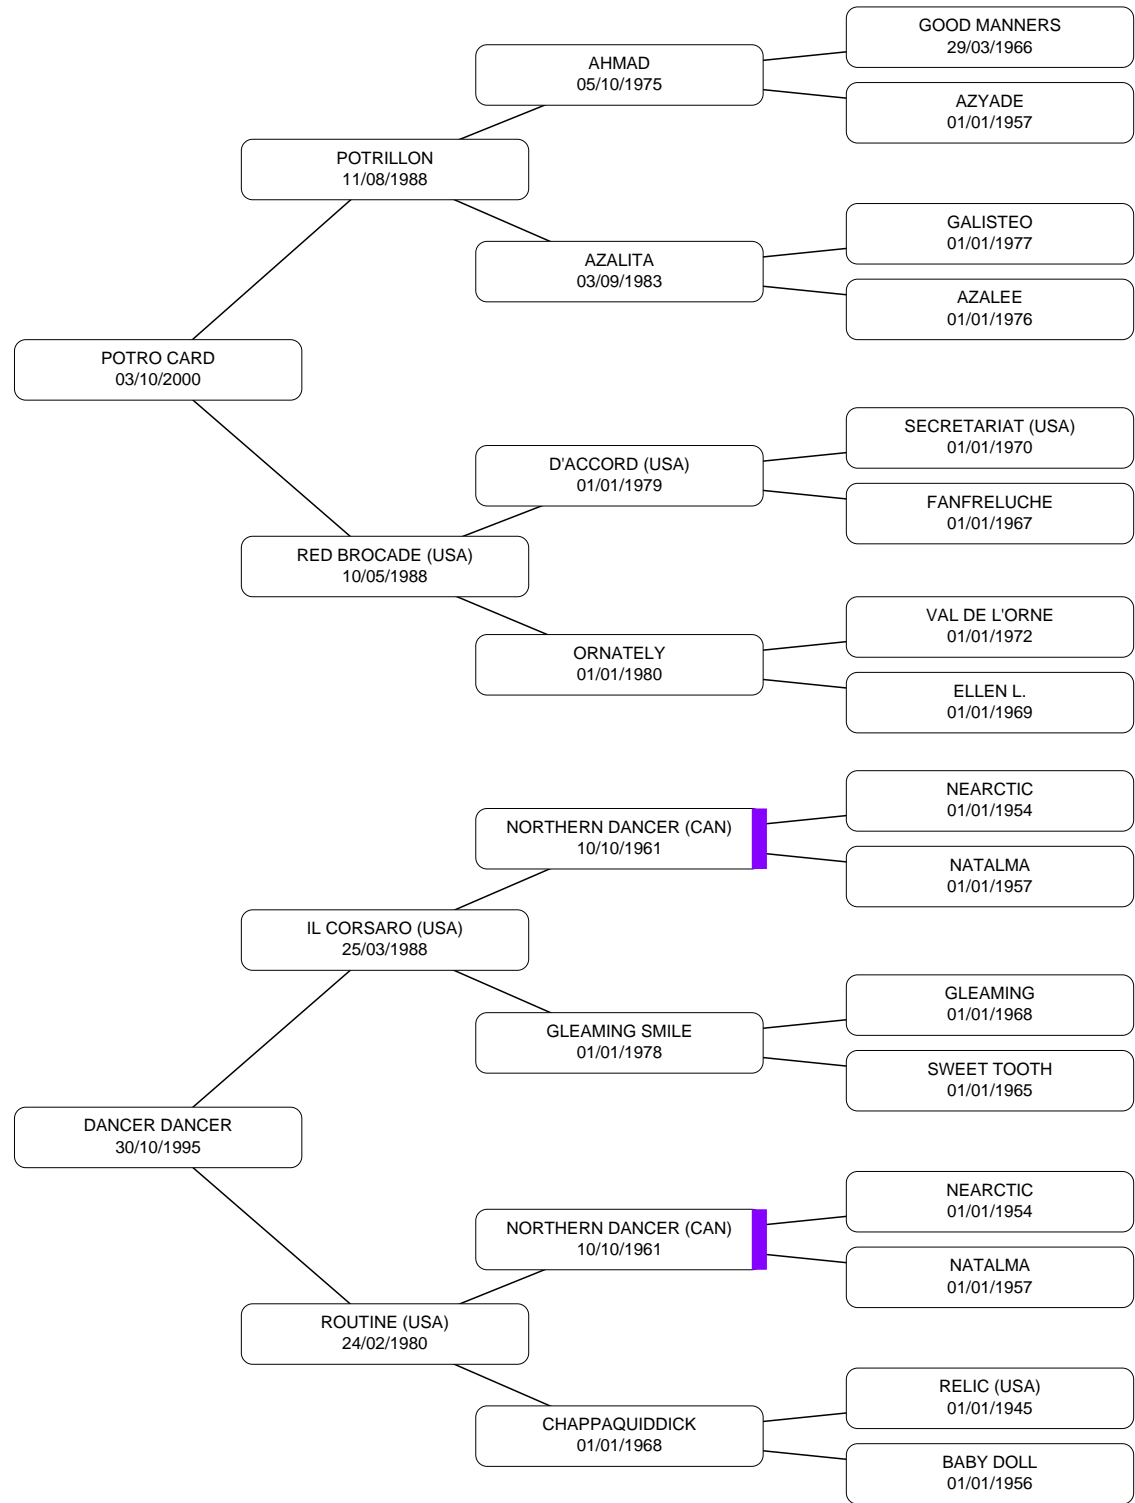 GOOD MANNERS
29/03/1966
AHMAD
05/10/1975
AZYADE
01/01/1957
POTRILLON
11/08/1988
GALISTEO
01/01/1977
AZALITA
03/09/1983
AZALEE
01/01/1976
POTRO CARD
03/10/2000
SECRETARIAT (USA)
01/01/1970
D'ACCORD (USA)
01/01/1979
FANFRELUCHE
01/01/1967
RED BROCADE (USA)
10/05/1988
VAL DE L'ORNE
01/01/1972
ORNATELY
01/01/1980
ELLEN L.
01/01/1969
NEARCTIC
01/01/1954
NORTHERN DANCER (CAN)
10/10/1961
NATALMA
01/01/1957
IL CORSARO (USA)
25/03/1988
GLEAMING
01/01/1968
GLEAMING SMILE
01/01/1978
SWEET TOOTH
01/01/1965
DANCER DANCER
30/10/1995
NEARCTIC
01/01/1954
NORTHERN DANCER (CAN)
10/10/1961
NATALMA
01/01/1957
ROUTINE (USA)
24/02/1980
RELIC (USA)
01/01/1945
CHAPPAQUIDDICK
01/01/1968
BABY DOLL
01/01/1956